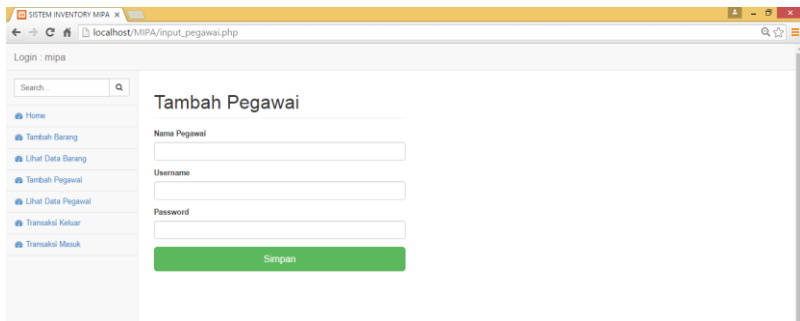 SISTEM INVENTORY MIPA
localhost/MIPA/input_pegawai.php
Login : mipa
Search...
Home
Tambah Barang
Lihat Data Barang
Tambah Pegawai
Lihat Data Pegawai
Transaksi Keluar
Transaksi Masuk
Tambah Pegawai
Nama Pegawai
Username
Password
Simpan